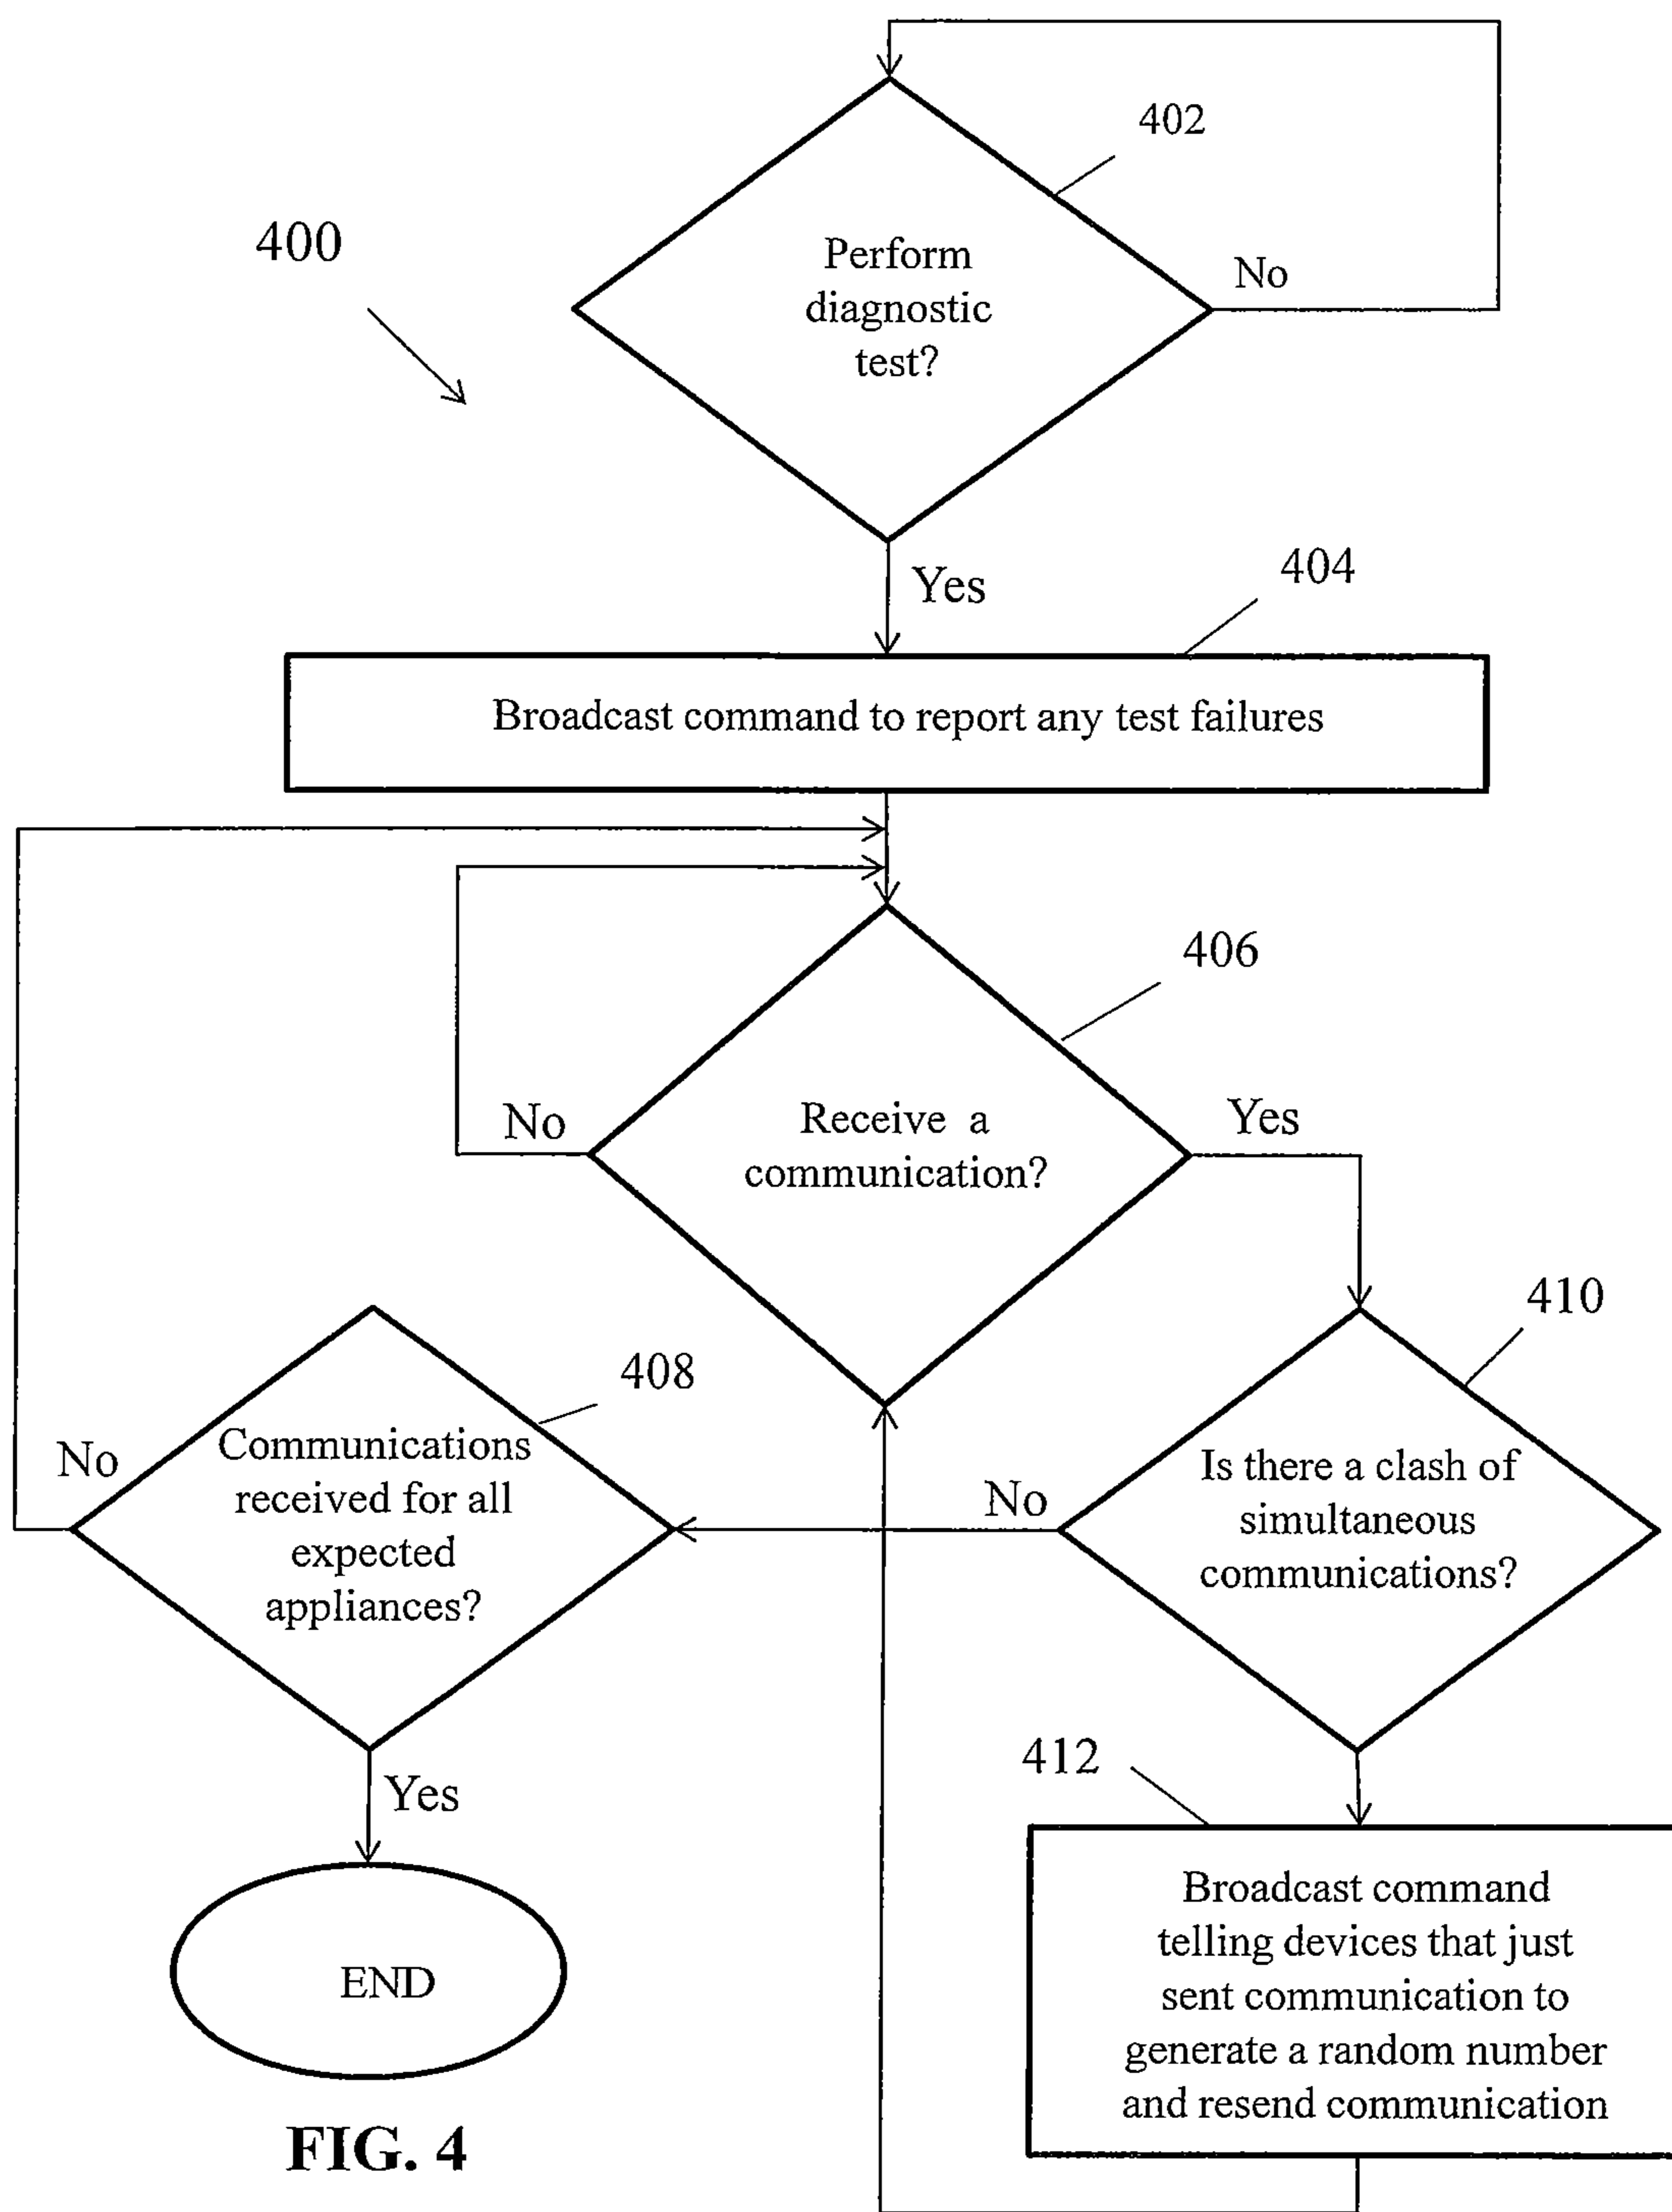 402
400
Perform
diagnostic
test?
No
Yes
404
Broadcast command to report any test failures
406
Receive a
communication?
No
Yes
410
408
Communications
received for all
expected
appliances?
No
Is there a clash of
simultaneous
communications?
No
412
Yes
Broadcast command
telling devices that just
sent communication to
generate a random number
and resend communication
END
FIG. 4